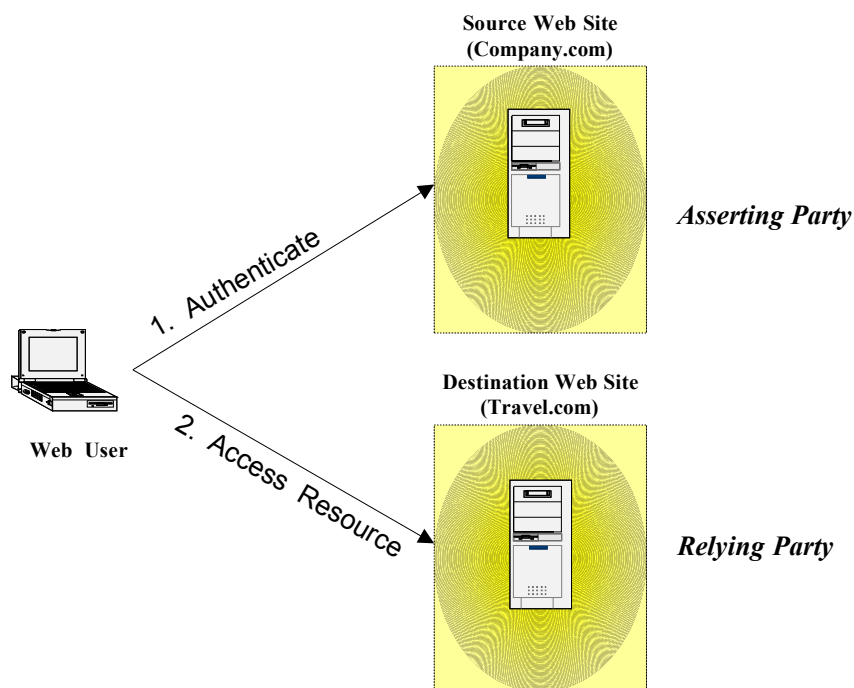 Source Web Site
(Company.com)
Asserting Party
1. Authenticate
Destination Web Site
(Travel.com)
2. Access Resource
Web User
Relying Party